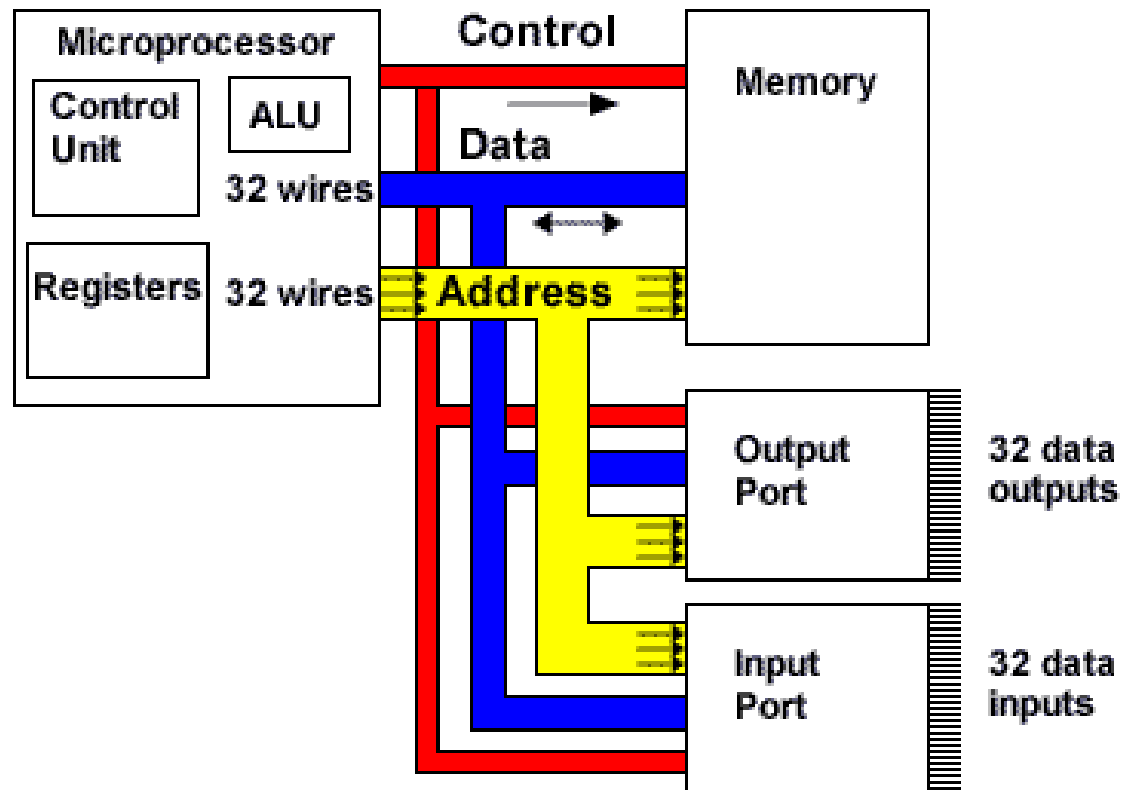 Microprocessor
Control
Unit
ALU
32 wires
Registers
32 wires
Control
Data
Address
Memory
Output
Port
32 data
outputs
Input
Port
32 data
inputs